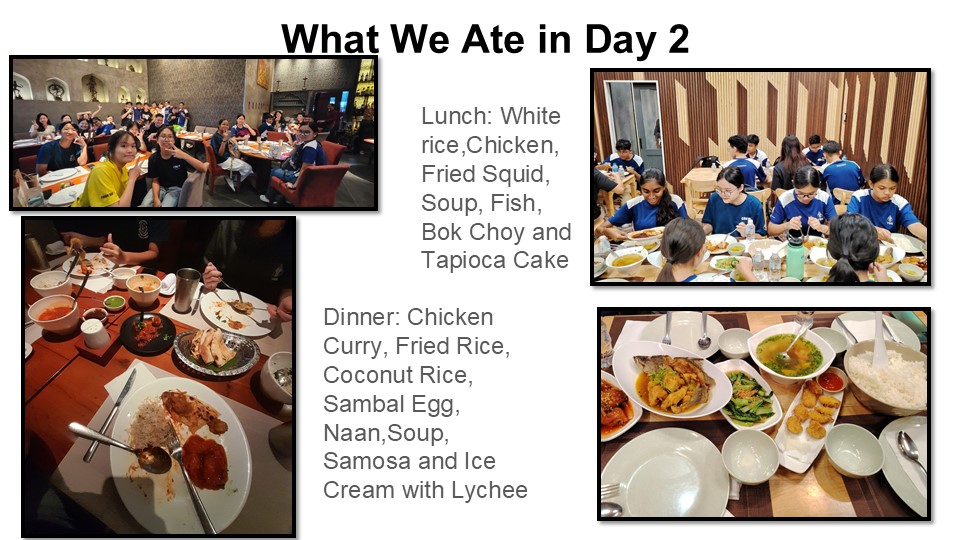 What We Ate in Day 2
Lunch: White
rice,Chicken,
Fried Squid,
Soup, Fish,
Bok Choy and
Tapioca Cake
Dinner: Chicken
Curry, Fried Rice,
Coconut Rice,
Sambal Egg,
Naan,Soup,
Samosa and Ice
Cream with Lychee